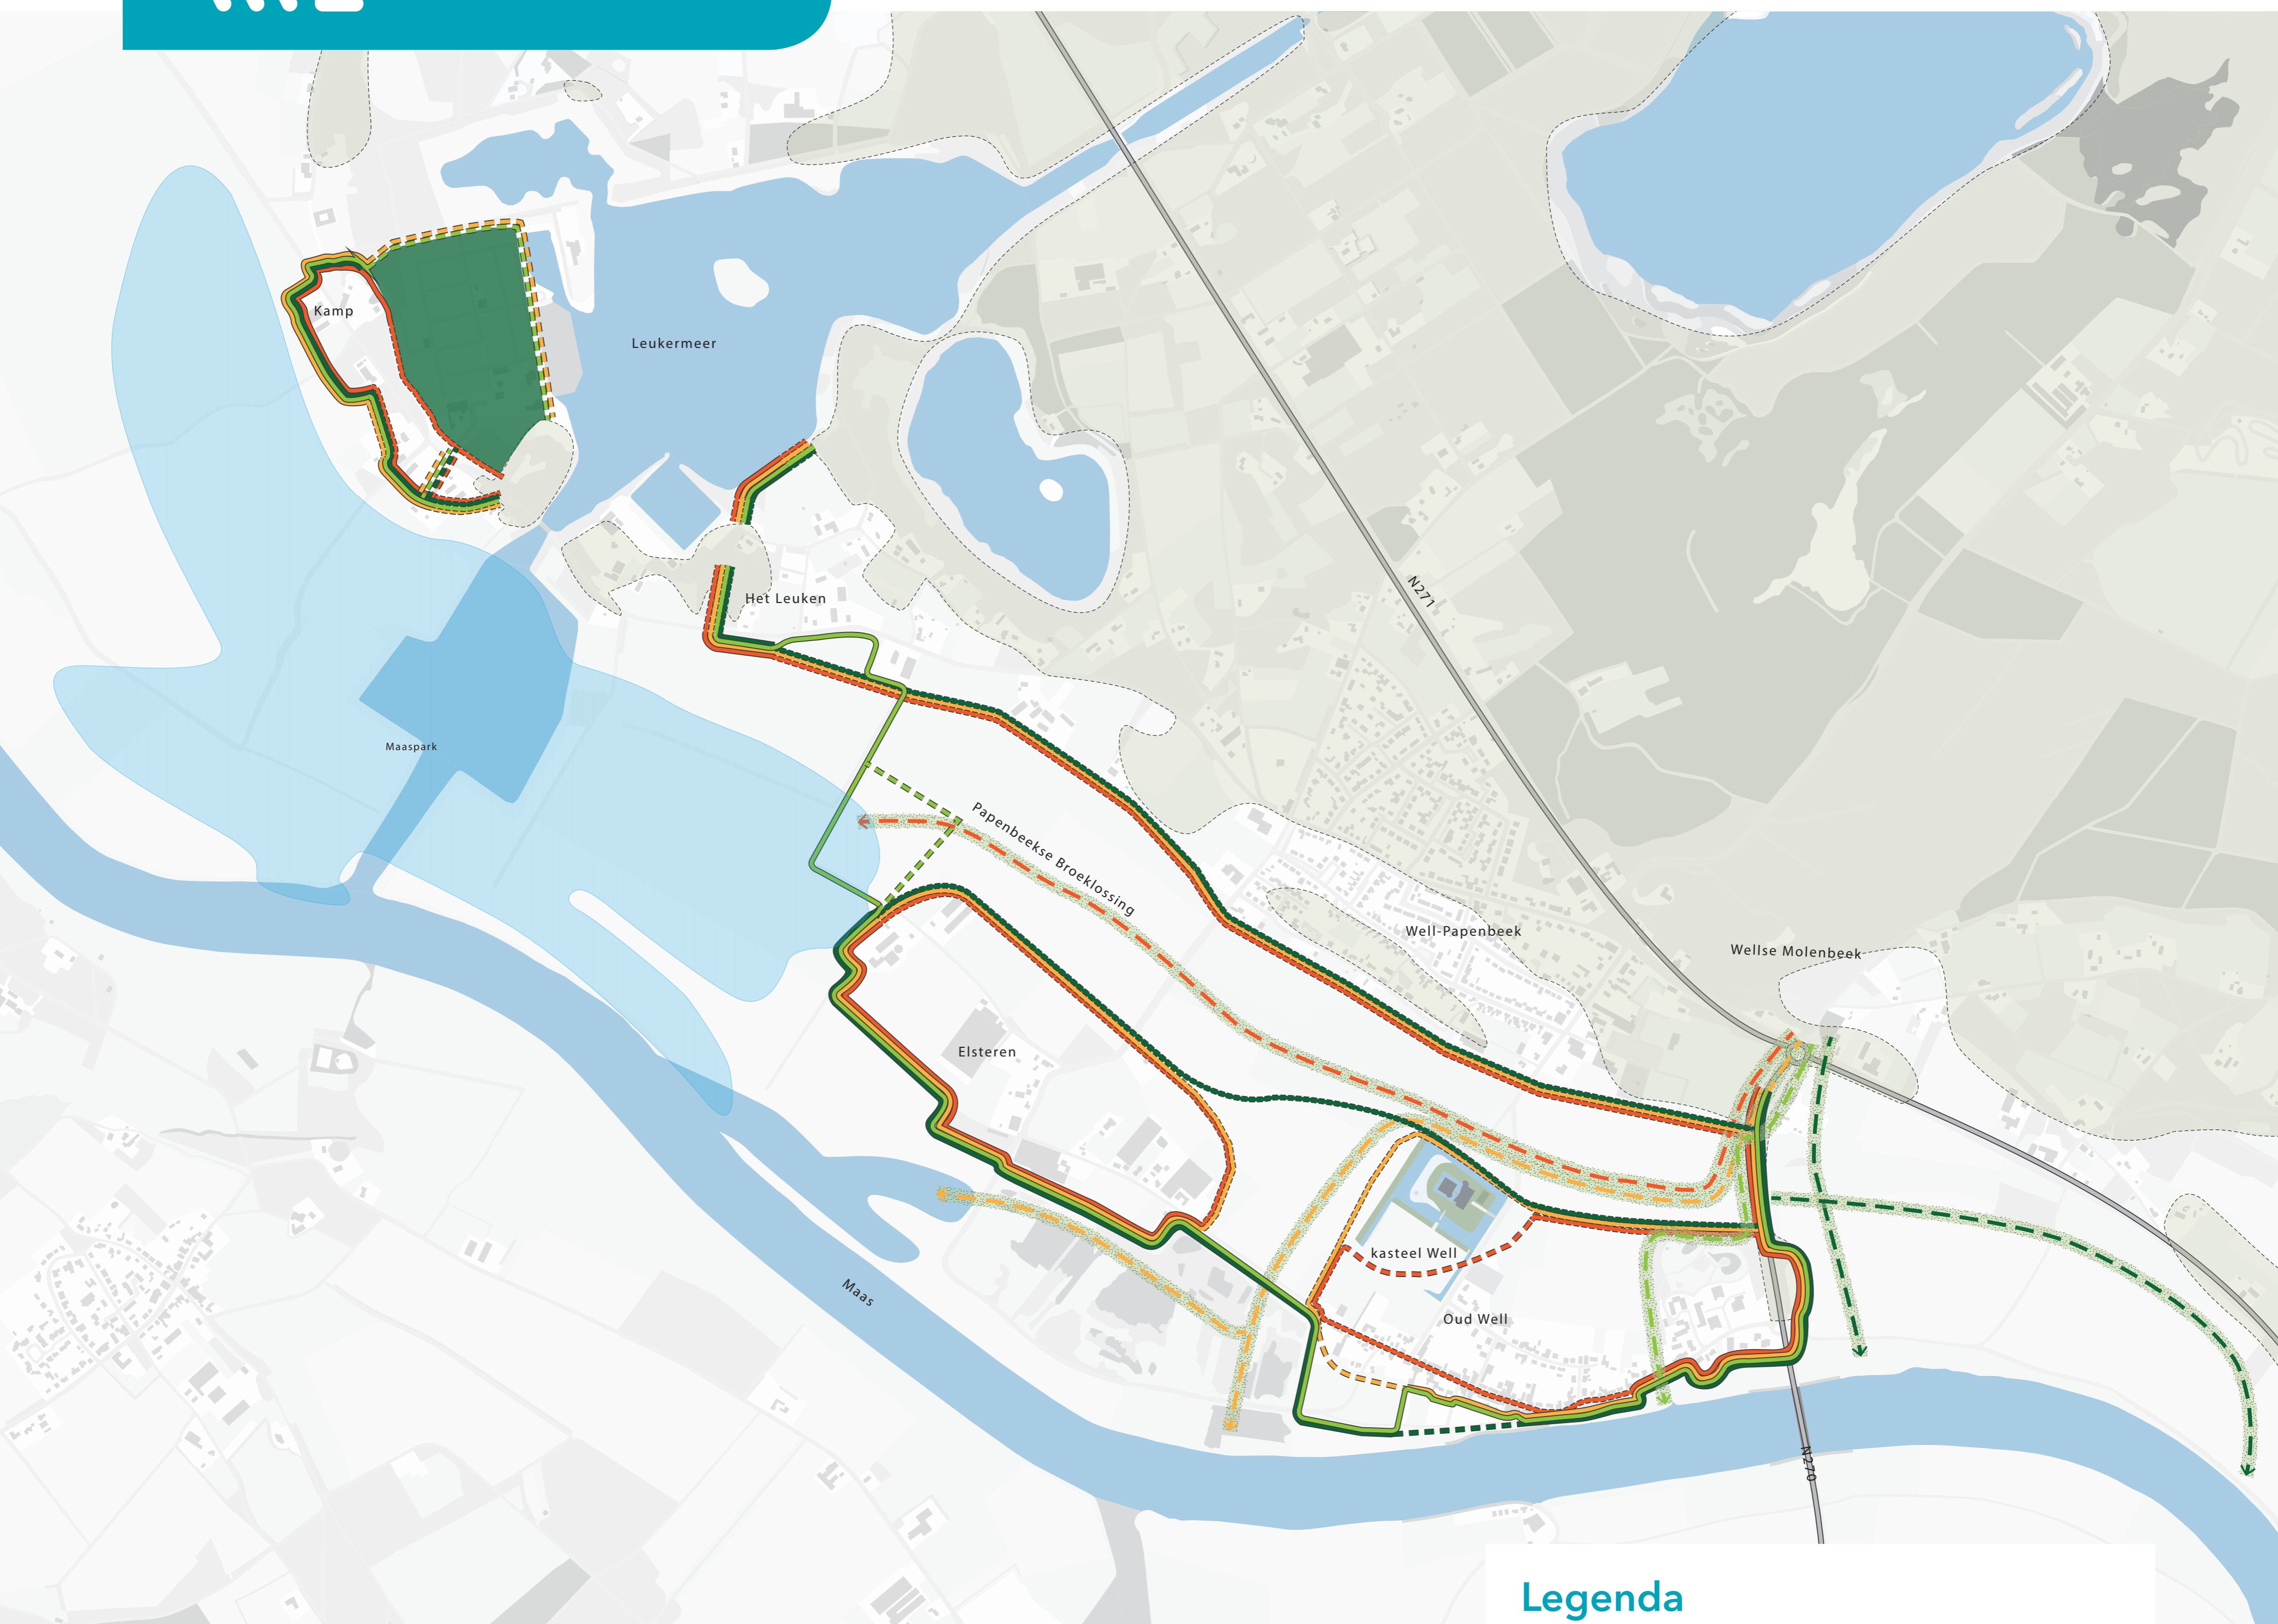 Kamp
Leukermeer
N271
Het Leuken
Maaspark
Papenbeekse Broeklossing
Well-Papenbeek
Wellse Molenbeek
Elsteren
kasteel Well
Maas
Oud Well
N270
Legenda